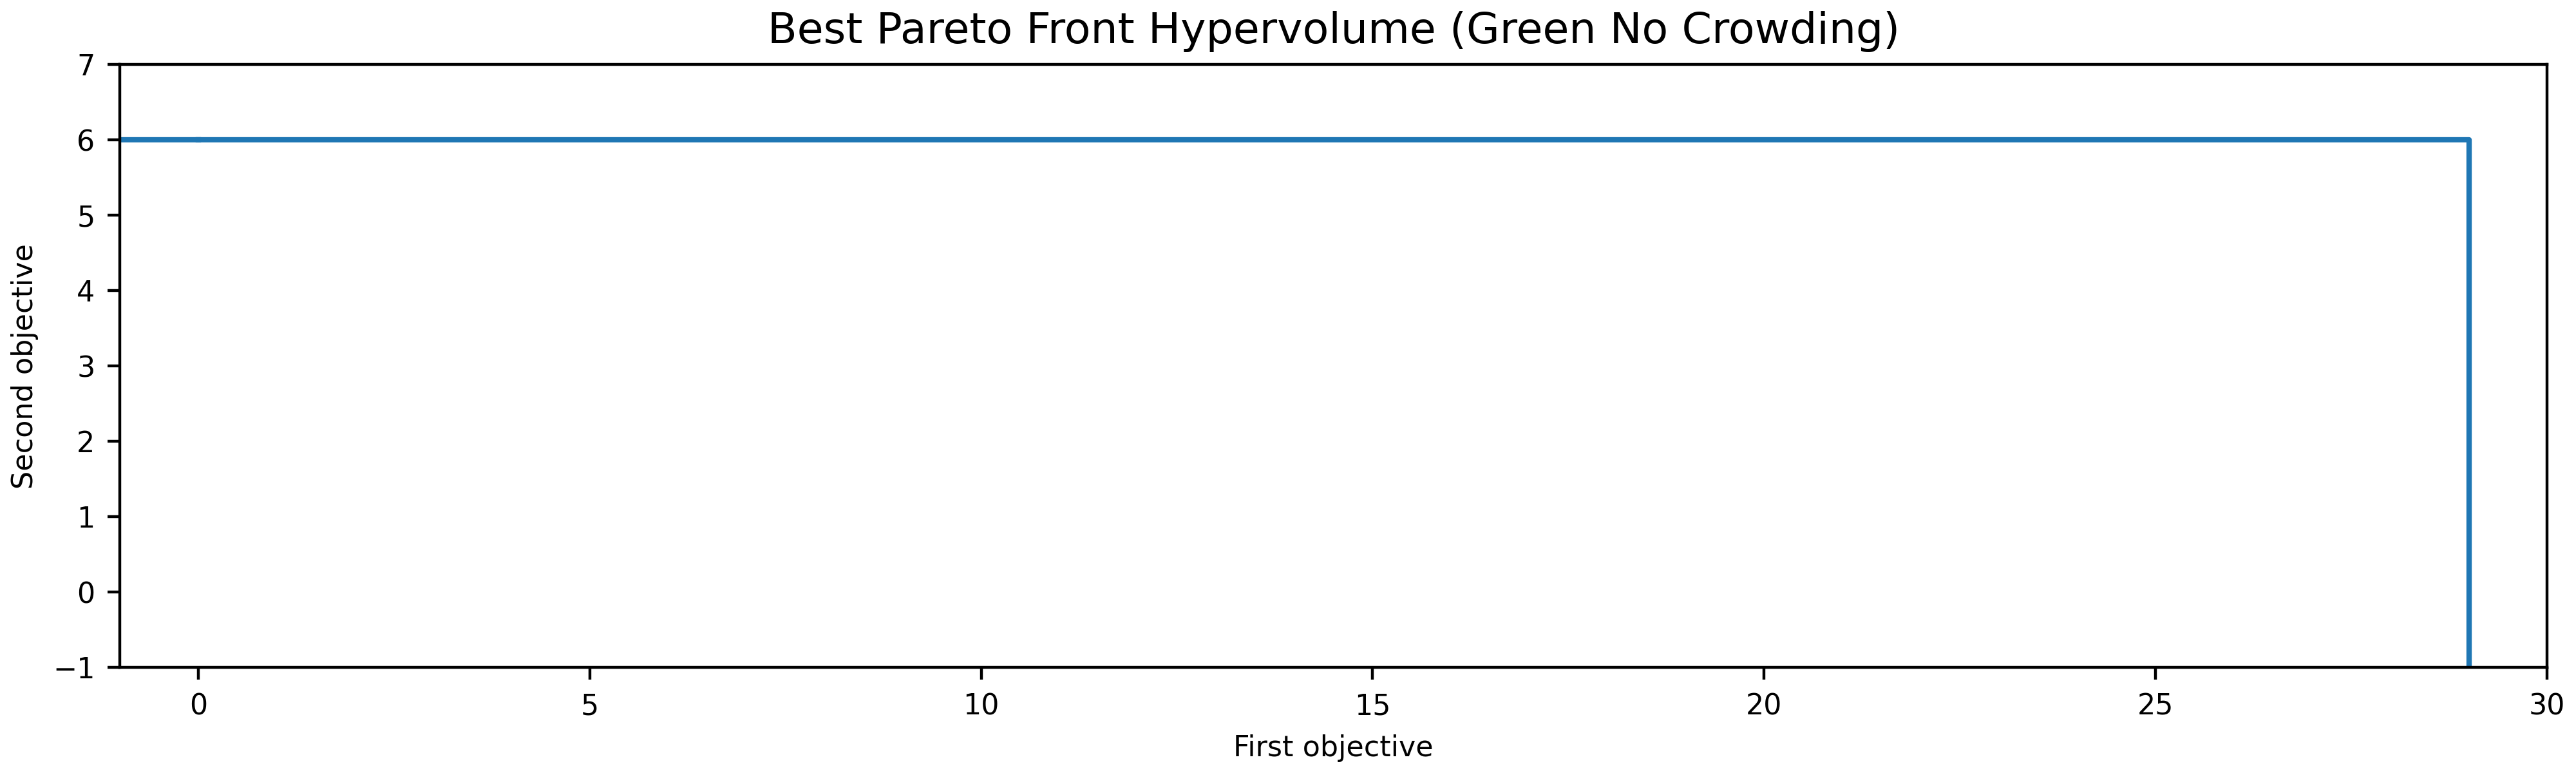 Best Pareto Front Hypervolume (Green No Crowding)
7
6
5
4
3
2
1
0
−1
Second objective
0 5 10 15 20 25 30
First objective